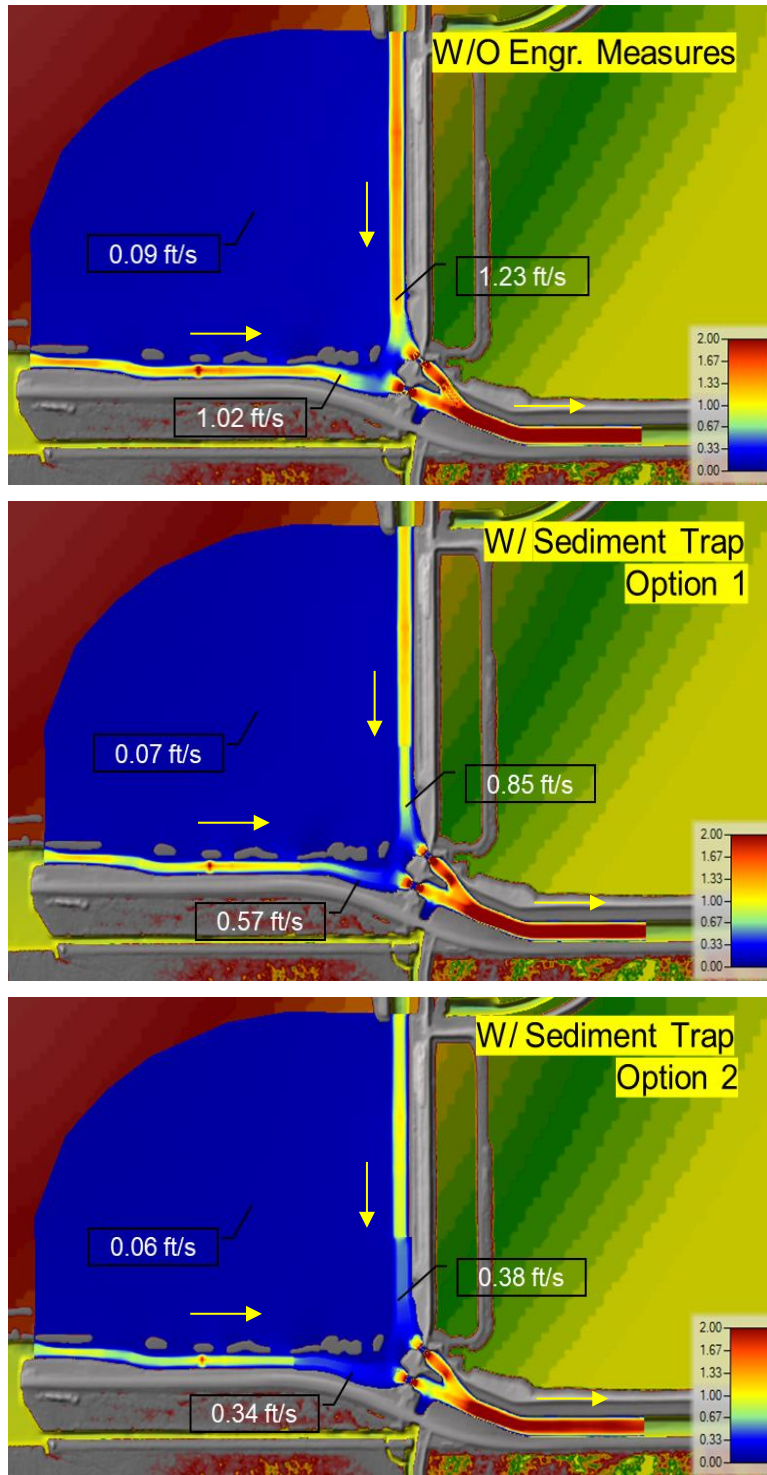 W/O Engr. Measures
0.09 ft/s
1.23 ft/s
1.02 ft/s
2.00
1.67
1.33
1.00
0.67
0.33
0.00
W/ Sediment Trap
Option 1
0.07 ft/s
0.85 ft/s
0.57 ft/s
2.00
1.67
1.33
1.00
0.67
0.33
0.00
W/ Sediment Trap
Option 2
0.06 ft/s
0.38 ft/s
0.34 ft/s
2.00
1.67
1.33
1.00
0.67
0.33
0.00